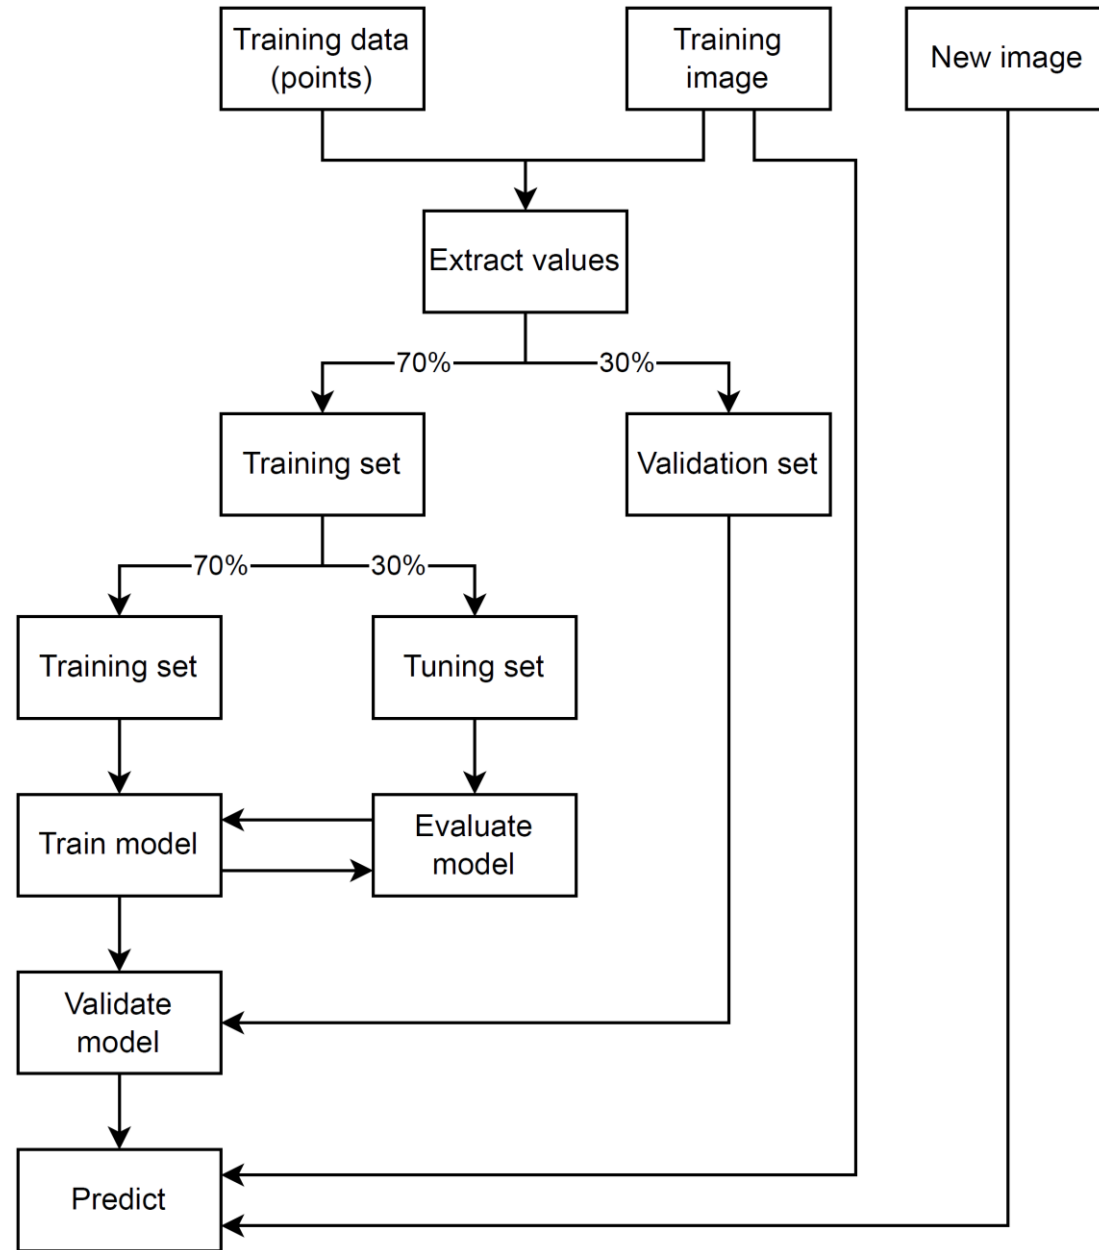 Training data
(points)
Training
image
New image
Extract values
70%
30%
Training set
Validation set
70%
30%
Training set
Tuning set
Train model
Evaluate
model
Validate
model
Predict